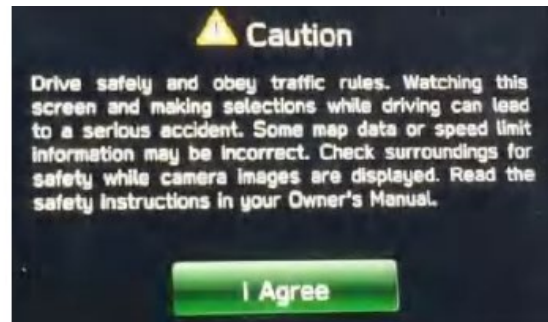 Caution
Drive safely and obey traffic rules. Watching this
screen and making selections while driving can lead
to a serious accident. Some map data or speed limit
information may be incorrect. Check surroundings for
safety while camera images are displayed. Read the
safety instructions in your Owner's Manual.
I Agree